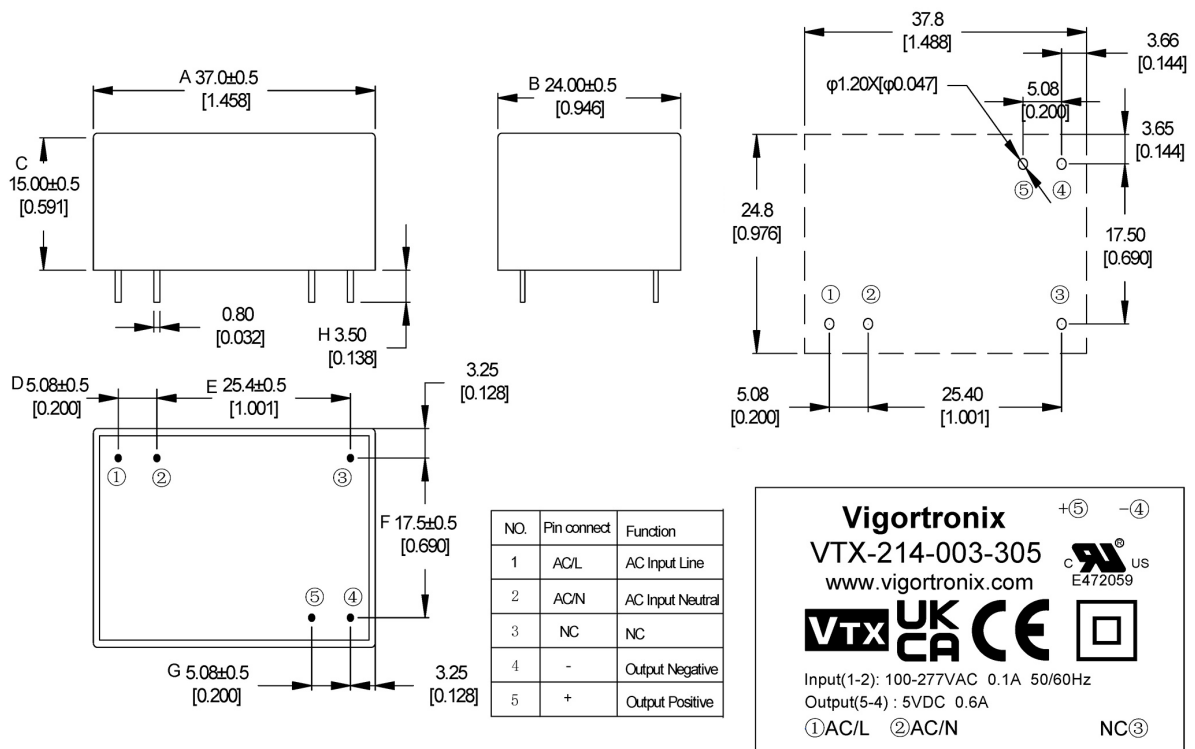 A 37.0±0.5
[1.458]
C
15.00±0.5
[0.591]
0.80
[0.032]
H 3.50
[0.138]
B 24.00±0.5
[0.946]
37.8
[1.488]
3.66
[0.144]
φ1.20X[φ0.047]
5.08
[0.200]
3.65
[0.144]
⑤ ④
24.8
[0.976]
17.50
[0.690]
① ② ③
5.08
[0.200]
25.40
[1.001]
D 5.08±0.5
[0.200]
E 25.4±0.5
[1.001]
3.25
[0.128]
① ② ③
F 17.5±0.5
[0.690]
⑤ ④
G 5.08±0.5
[0.200]
3.25
[0.128]
NO. Pin connect Function
1 AC/L AC Input Line
2 AC/N AC Input Neutral
3 NC NC
4 - Output Negative
5 + Output Positive
Vigortronix +⑤ -④
VTX-214-003-305
C RU ® US
www.vigortronix.com E472059
VTX UK CA CE
Input(1-2): 100-277VAC 0.1A 50/60Hz
Output(5-4) : 5VDC 0.6A
①AC/L ②AC/N NC③